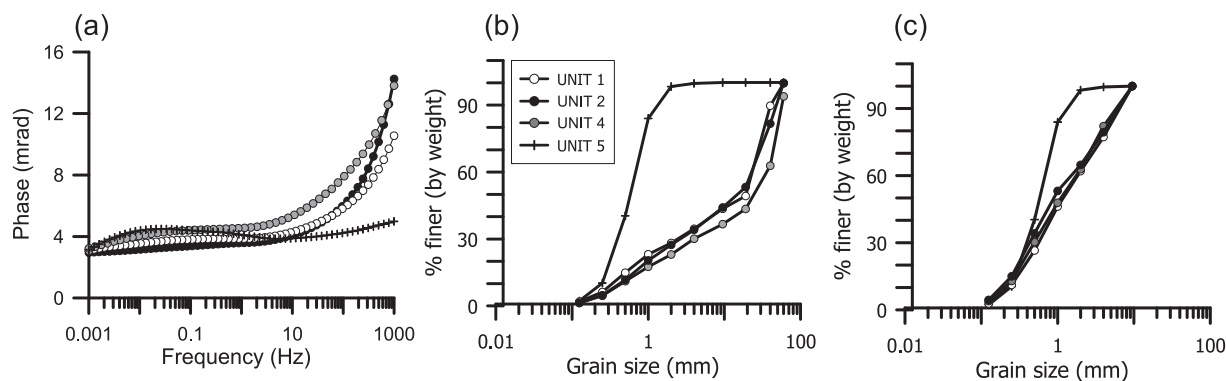 (a)
16
12
8
4
0
Phase (mrad)
0.001
0.1
10
1000
Frequency (Hz)
(b)
90
60
30
0
% finer (by weight)
UNIT 1
UNIT 2
UNIT 4
UNIT 5
0.01
1
100
Grain size (mm)
(c)
90
60
30
0
% finer (by weight)
0.01
1
100
Grain size (mm)